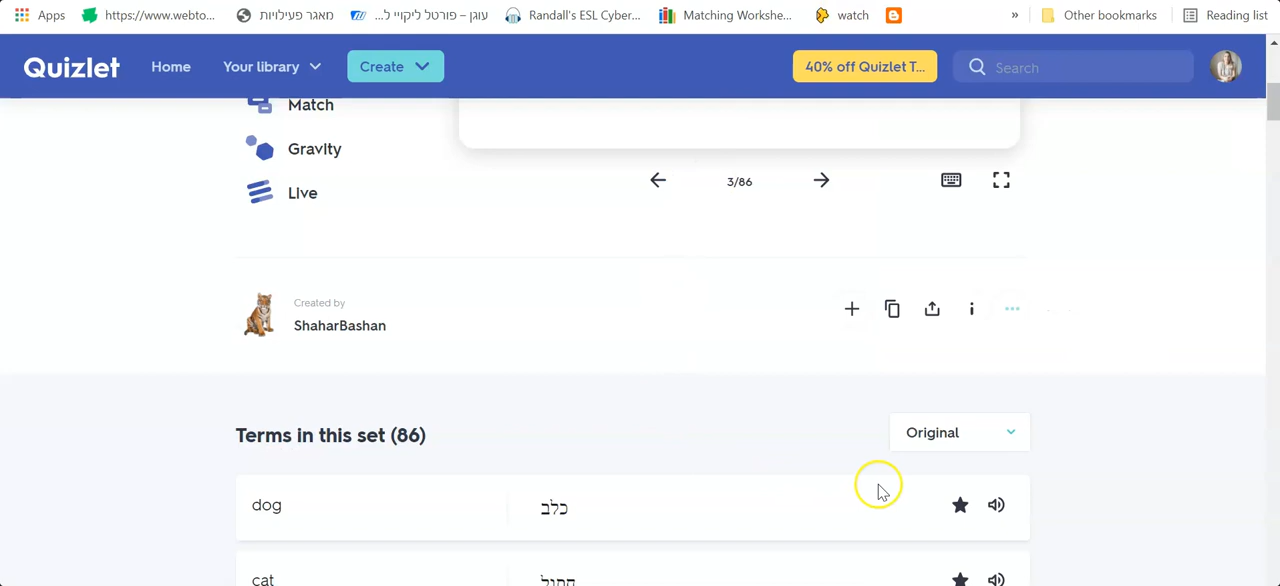 Apps
https://www.webto...
מאגר פעילויות
עוגן – פורטל ליקויי ל...
Randall's ESL Cyber...
Matching Workshe...
watch
»
Other bookmarks
Reading list
Quizlet
Home
Your library
Create
40% off Quizlet T...
Search
Match
Gravity
Live
3/86
Created by
ShaharBashan
Terms in this set (86)
Original
dog
כלב
cat
חתול